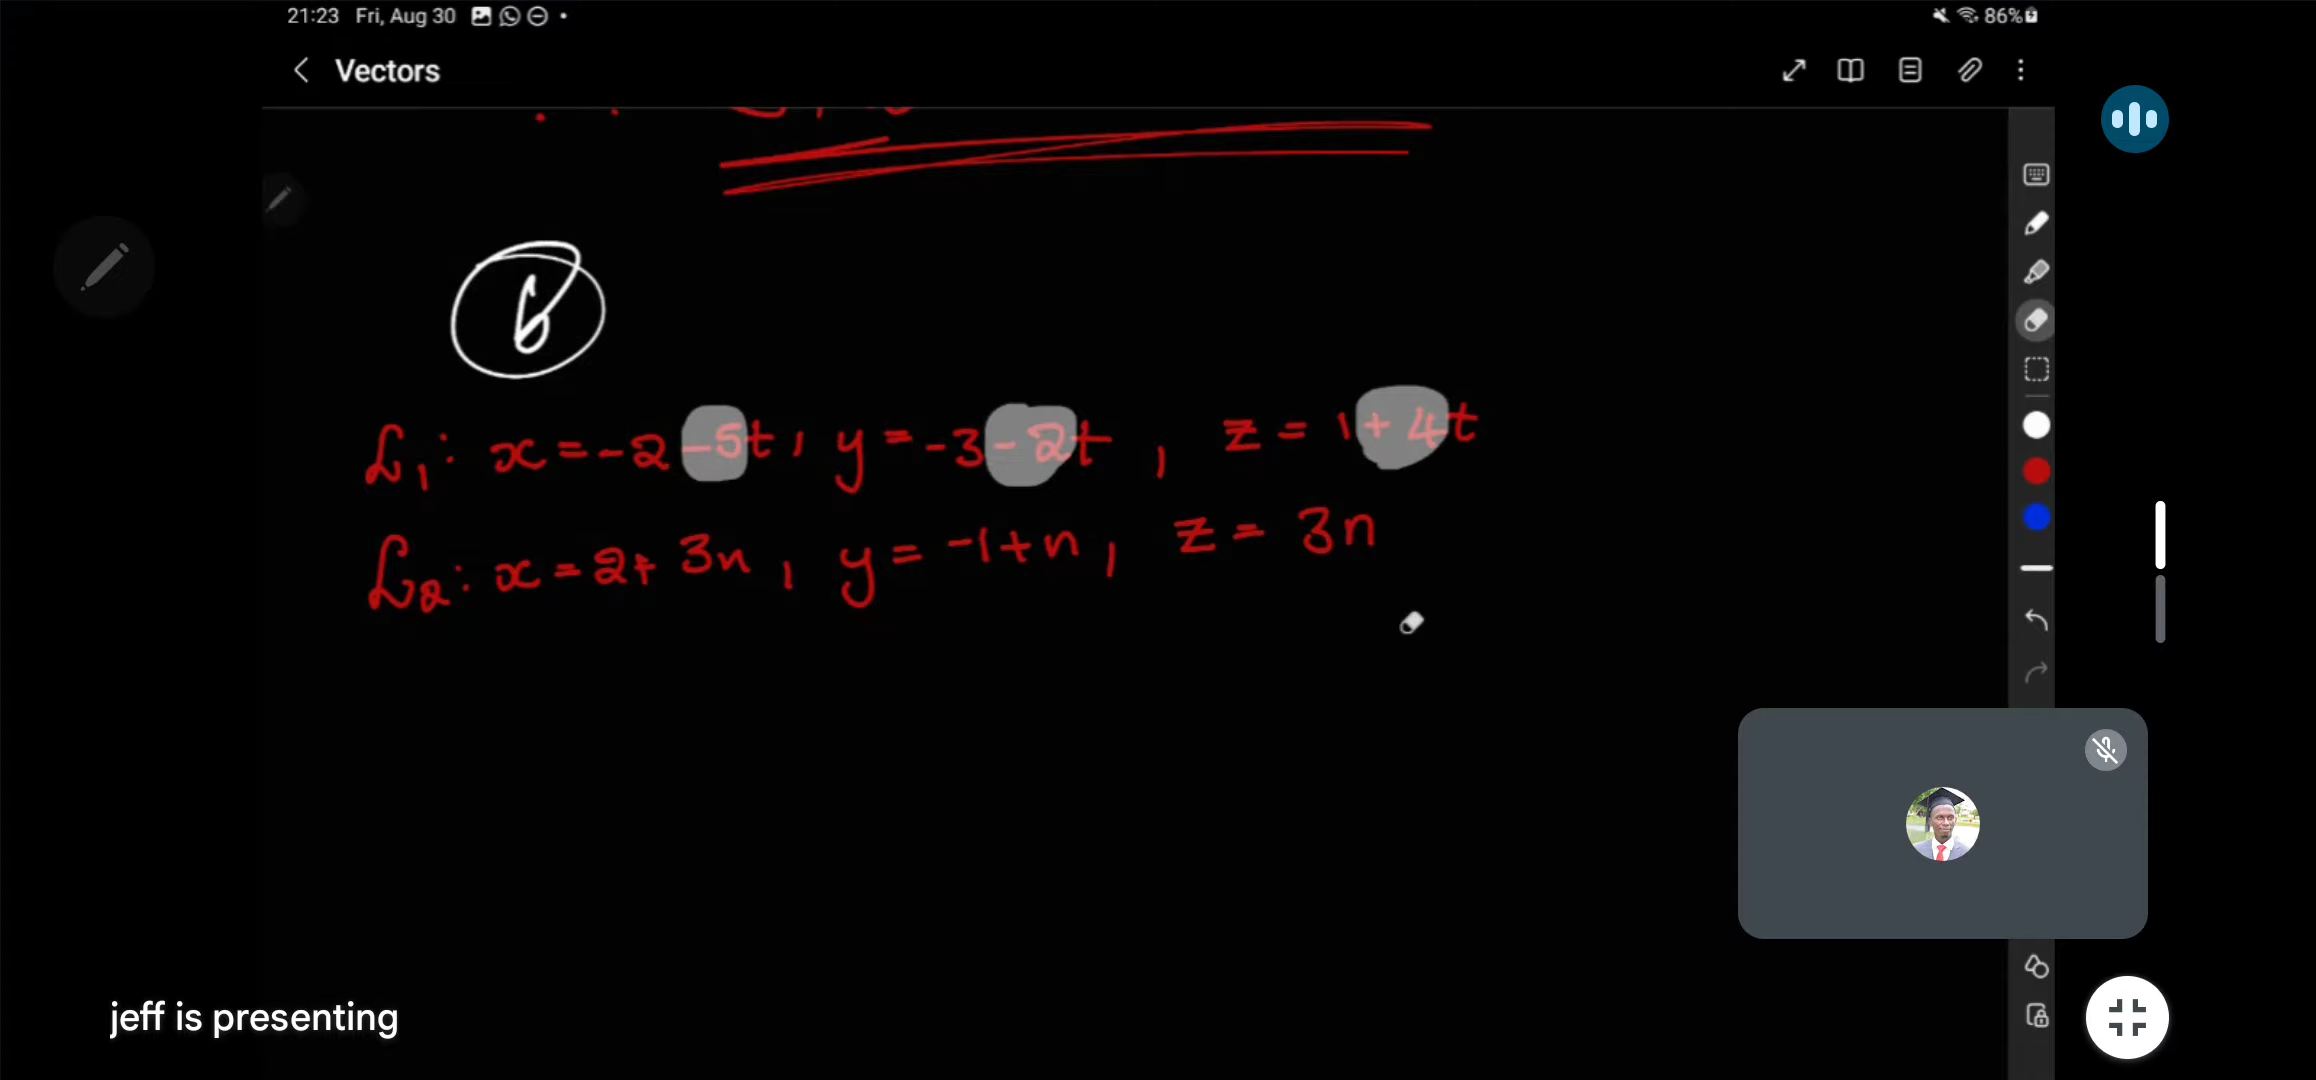 21:23 Fri, Aug 30 86%
Vectors
6
L₁: x = -2 -5t, y = -3 -2t, z = 1 + 4t
L₂: x = 2 + 3n, y = -1 + n, z = 3n
jeff is presenting